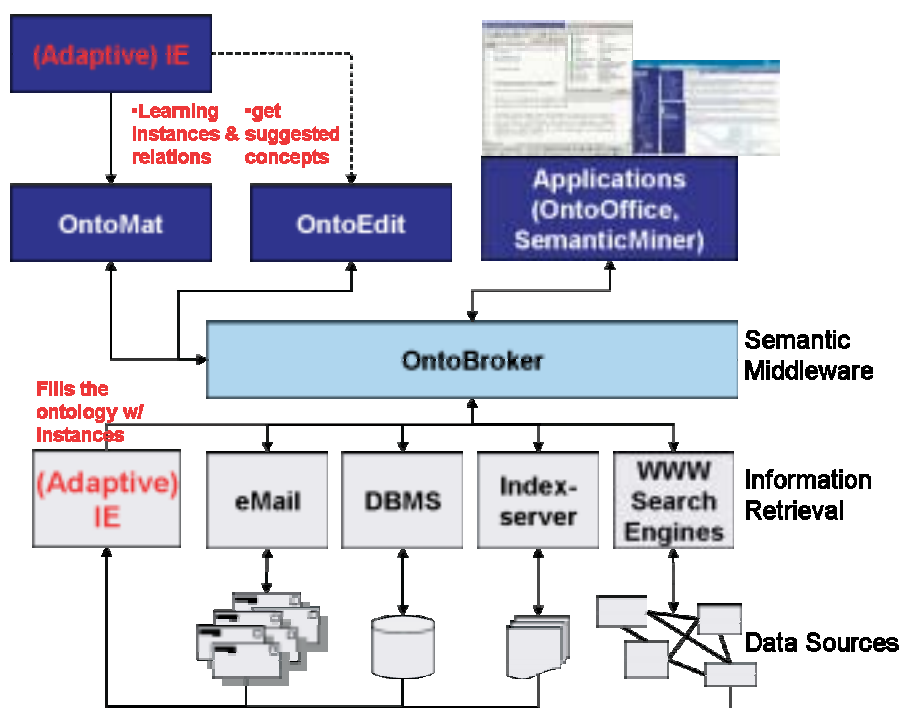 (Adaptive) IE
•Learning
instances &
relations
•get
suggested
concepts
OntoMat
OntoEdit
Applications
(OntoOffice,
SemanticMiner)
OntoBroker
Semantic
Middleware
Fills the
ontology w/
Instances
(Adaptive)
IE
eMail
DBMS
Index-
server
WWW
Search
Engines
Information
Retrieval
Data Sources